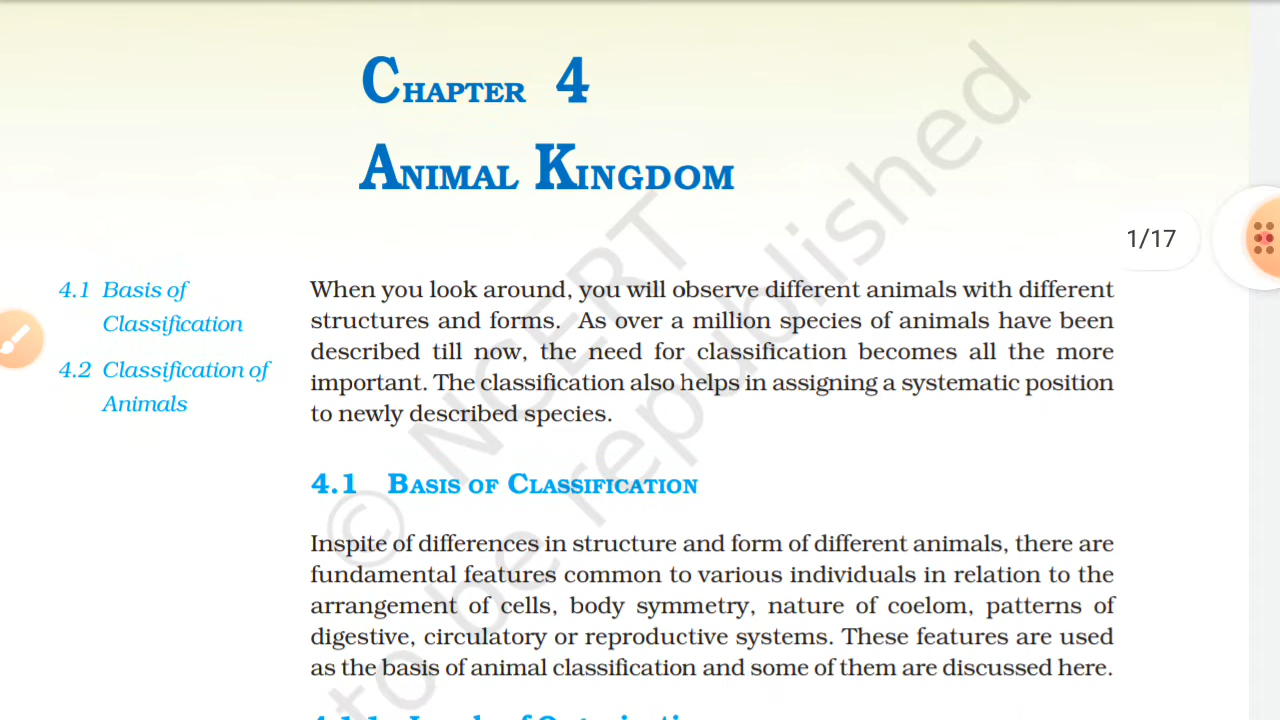 CHAPTER 4
ANIMAL KINGDOM
1/17
4.1 Basis of
Classification
4.2 Classification of
Animals
When you look around, you will observe different animals with different
structures and forms. As over a million species of animals have been
described till now, the need for classification becomes all the more
important. The classification also helps in assigning a systematic position
to newly described species.
4.1 BASIS OF CLASSIFICATION
Inspite of differences in structure and form of different animals, there are
fundamental features common to various individuals in relation to the
arrangement of cells, body symmetry, nature of coelom, patterns of
digestive, circulatory or reproductive systems. These features are used
as the basis of animal classification and some of them are discussed here.
© NCERT
to be republished